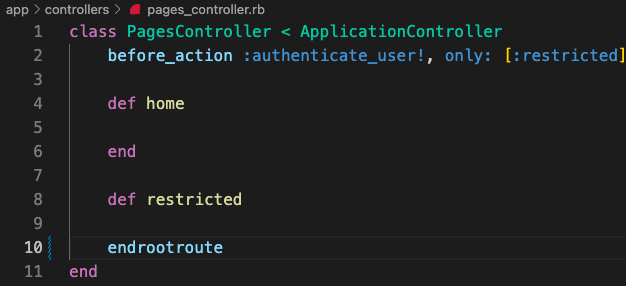 app > controllers > pages_controller.rb
1 class PagesController < ApplicationController
2     before_action :authenticate_user!, only: [:restricted]
3
4     def home
5
6     end
7
8     def restricted
9
10     endrootroute
11 end